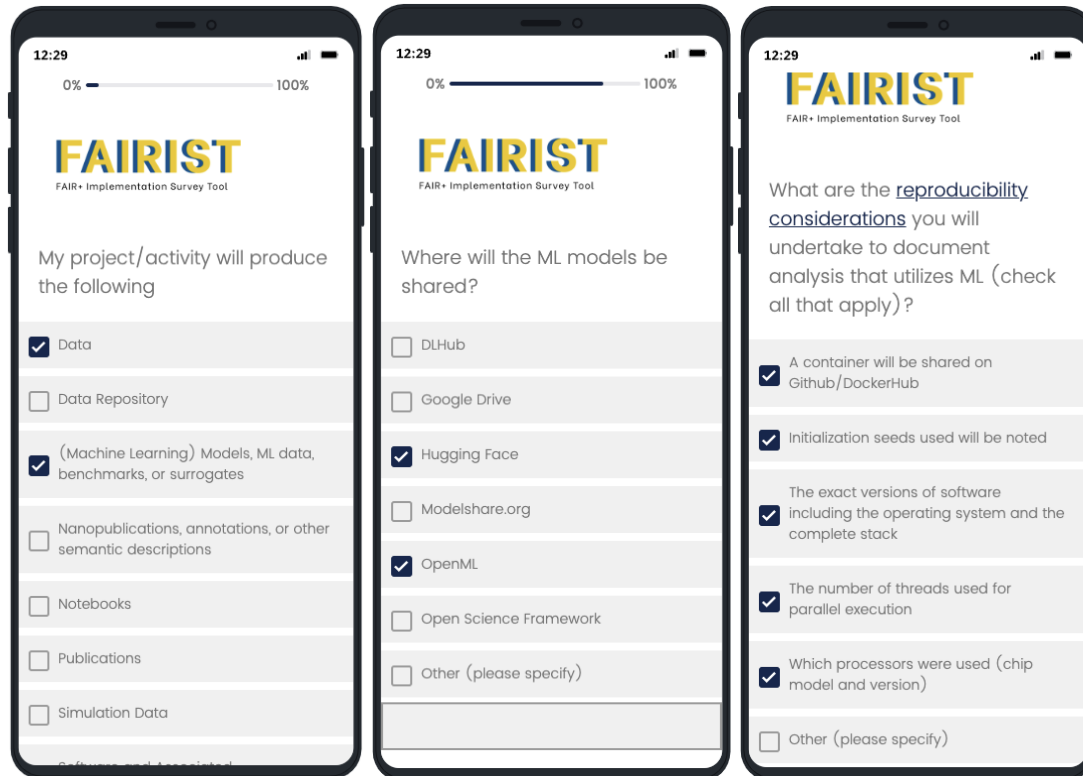 12:29
0% 100%
FAIRIST
FAIR+ Implementation Survey Tool
My project/activity will produce
the following
Data
Data Repository
(Machine Learning) Models, ML data,
benchmarks, or surrogates
Nanopublications, annotations, or other
semantic descriptions
Notebooks
Publications
Simulation Data
Software and Associated
12:29
0% 100%
FAIRIST
FAIR+ Implementation Survey Tool
Where will the ML models be
shared?
DLHub
Google Drive
Hugging Face
Modelshare.org
OpenML
Open Science Framework
Other (please specify)
12:29
FAIRIST
FAIR+ Implementation Survey Tool
What are the reproducibility
considerations you will
undertake to document
analysis that utilizes ML (check
all that apply)?
A container will be shared on
Github/DockerHub
Initialization seeds used will be noted
The exact versions of software
including the operating system and the
complete stack
The number of threads used for
parallel execution
Which processors were used (chip
model and version)
Other (please specify)